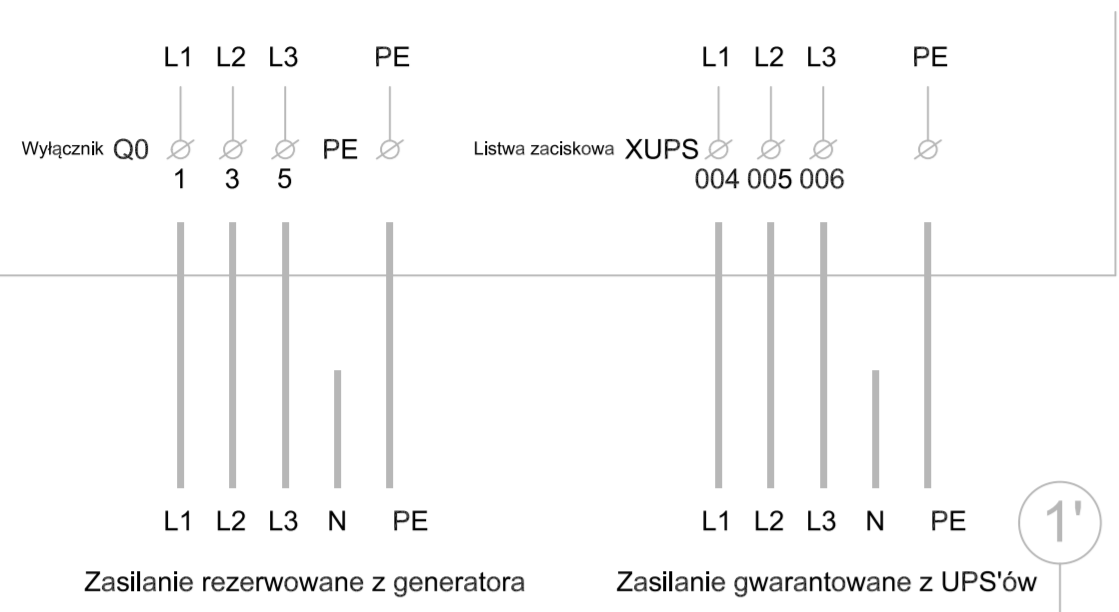 L1 L2 L3 PE L1 L2 L3 PE
Wyłącznik Q0 PE Listwa zaciskowa XUPS
1 3 5 004 005 006
L1 L2 L3 N PE L1 L2 L3 N PE 1'
Zasilanie rezerwowane z generatora Zasilanie gwarantowane z UPS'ów